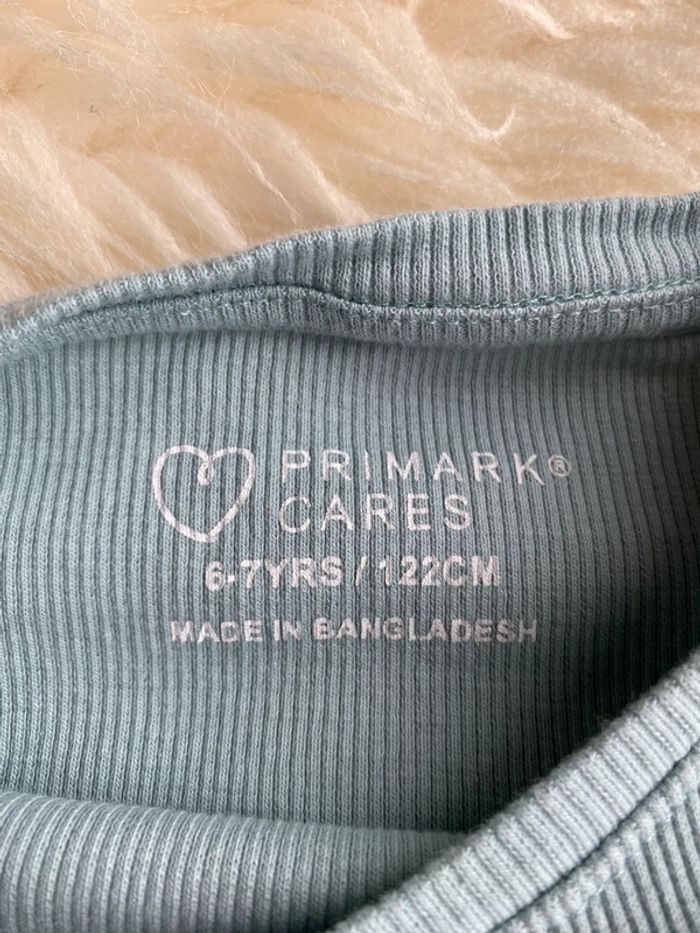 PRIMARK®
CARES
6-7YRS / 122CM
MADE IN BANGLADESH